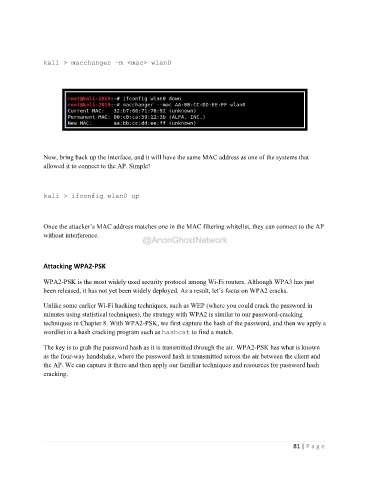 kali > macchanger -m <mac> wlan0
root@kali-2019:~# ifconfig wlan0 down
root@kali-2019:~# macchanger --mac AA:BB:CC:DD:EE:FF wlan0
Current MAC:   32:b7:80:71:76:92 (unknown)
Permanent MAC: 00:c0:ca:59:12:3b (ALFA, INC.)
New MAC:       aa:bb:cc:dd:ee:ff (unknown)
Now, bring back up the interface, and it will have the same MAC address as one of the systems that
allowed it to connect to the AP. Simple!
kali > ifconfig wlan0 up
Once the attacker's MAC address matches one in the MAC filtering whitelist, they can connect to the AP
without interference.
@AnonGhostNetwork
Attacking WPA2-PSK
WPA2-PSK is the most widely used security protocol among Wi-Fi routers. Although WPA3 has just
been released, it has not yet been widely deployed. As a result, let's focus on WPA2 cracks.
Unlike some earlier Wi-Fi hacking techniques, such as WEP (where you could crack the password in
minutes using statistical techniques), the strategy with WPA2 is similar to our password-cracking
techniques in Chapter 8. With WPA2-PSK, we first capture the hash of the password, and then we apply a
wordlist in a hash cracking program such as hashcat to find a match.
The key is to grab the password hash as it is transmitted through the air. WPA2-PSK has what is known
as the four-way handshake, where the password hash is transmitted across the air between the client and
the AP. We can capture it there and then apply our familiar techniques and resources for password hash
cracking.
81 | P a g e